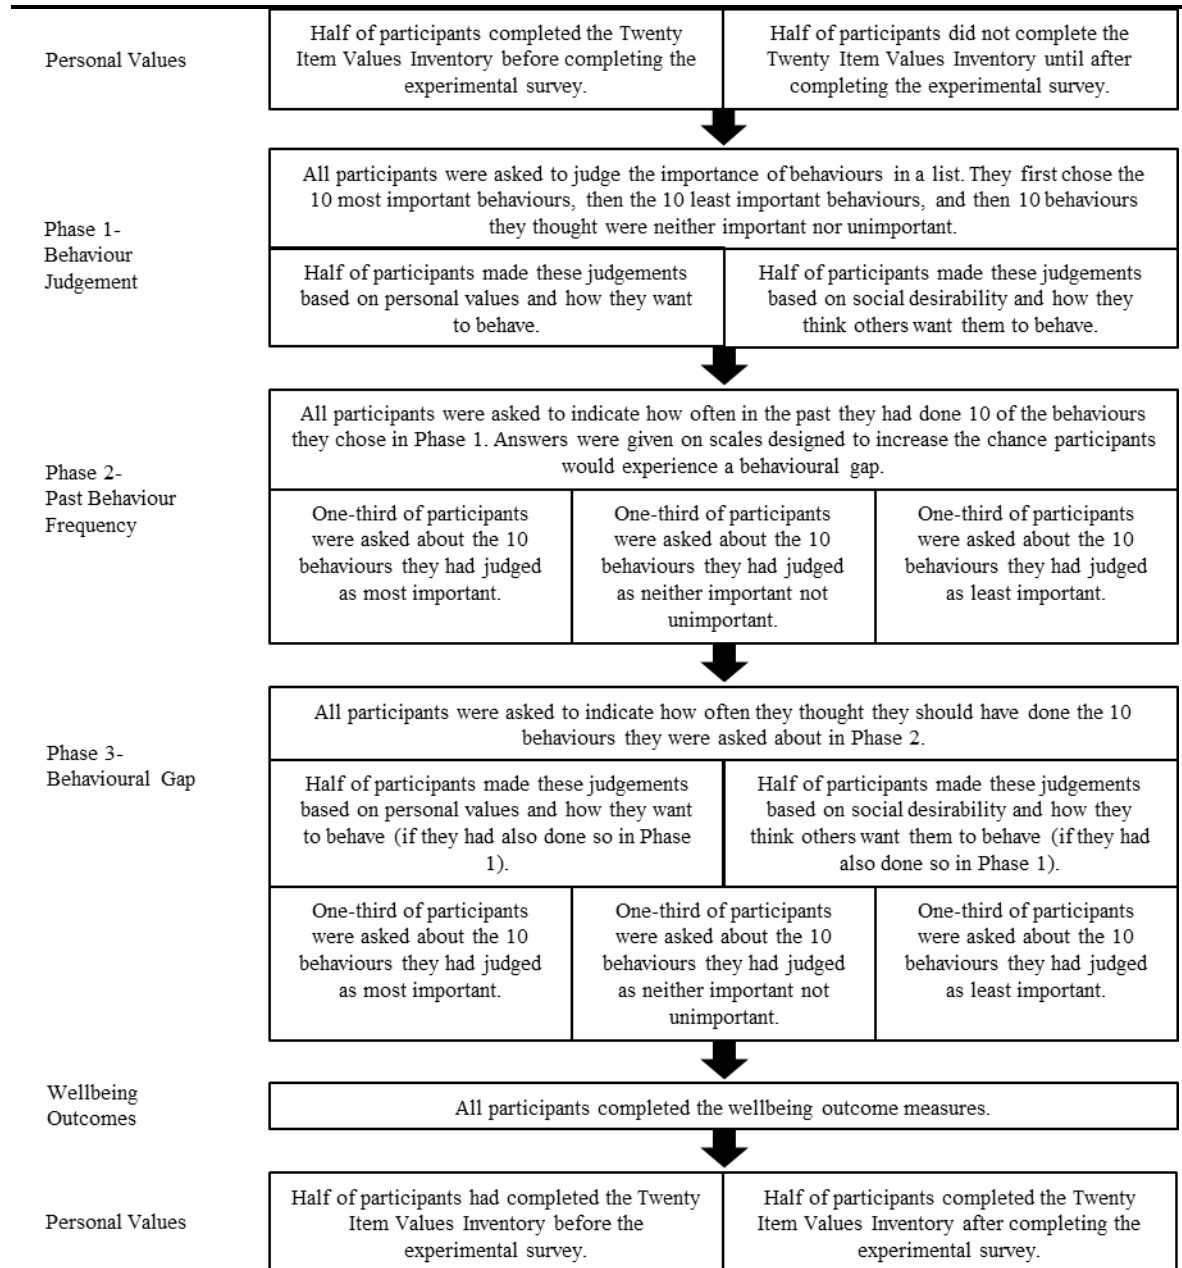 Personal Values
Half of participants completed the Twenty
Item Values Inventory before completing the
experimental survey.
Half of participants did not complete the
Twenty Item Values Inventory until after
completing the experimental survey.
Phase 1-
Behaviour
Judgement
All participants were asked to judge the importance of behaviours in a list. They first chose the
10 most important behaviours, then the 10 least important behaviours, and then 10 behaviours
they thought were neither important nor unimportant.
Half of participants made these judgements
based on personal values and how they want
to behave.
Half of participants made these judgements
based on social desirability and how they
think others want them to behave.
Phase 2-
Past Behaviour
Frequency
All participants were asked to indicate how often in the past they had done 10 of the behaviours
they chose in Phase 1. Answers were given on scales designed to increase the chance participants
would experience a behavioural gap.
One-third of participants
were asked about the 10
behaviours they had judged
as most important.
One-third of participants
were asked about the 10
behaviours they had judged
as neither important not
unimportant.
One-third of participants
were asked about the 10
behaviours they had judged
as least important.
Phase 3-
Behavioural Gap
All participants were asked to indicate how often they thought they should have done the 10
behaviours they were asked about in Phase 2.
Half of participants made these judgements
based on personal values and how they want
to behave (if they had also done so in Phase
1).
Half of participants made these judgements
based on social desirability and how they
think others want them to behave (if they had
also done so in Phase 1).
One-third of participants
were asked about the 10
behaviours they had judged
as most important.
One-third of participants
were asked about the 10
behaviours they had judged
as neither important not
unimportant.
One-third of participants
were asked about the 10
behaviours they had judged
as least important.
Wellbeing
Outcomes
All participants completed the wellbeing outcome measures.
Personal Values
Half of participants had completed the Twenty
Item Values Inventory before the
experimental survey.
Half of participants completed the Twenty
Item Values Inventory after completing the
experimental survey.